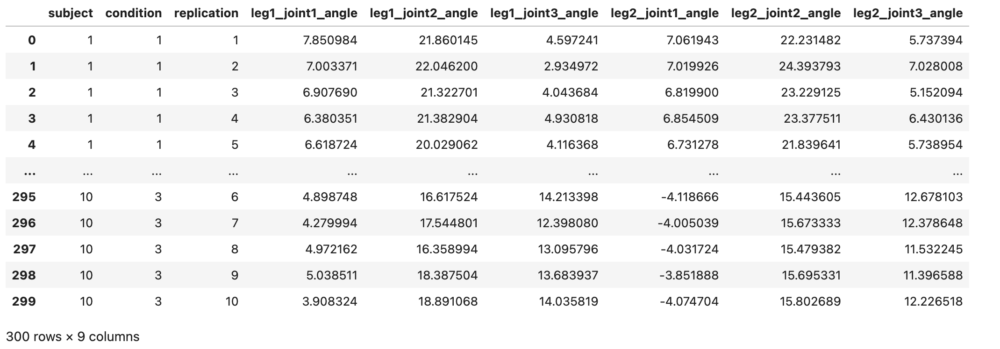 subject condition replication leg1_joint1_angle leg1_joint2_angle leg1_joint3_angle leg2_joint1_angle leg2_joint2_angle leg2_joint3_angle
0 1 1 1 7.850984 21.860145 4.597241 7.061943 22.231482 5.737394
1 1 1 2 7.003371 22.046200 2.934972 7.019926 24.393793 7.028008
2 1 1 3 6.907690 21.322701 4.043684 6.819900 23.229125 5.152094
3 1 1 4 6.380351 21.382904 4.930818 6.854509 23.377511 6.430136
4 1 1 5 6.618724 20.029062 4.116368 6.731278 21.839641 5.738954
... ... ... ... ... ... ... ... ... ...
295 10 3 6 4.898748 16.617524 14.213398 -4.118666 15.443605 12.678103
296 10 3 7 4.279994 17.544801 12.398080 -4.005039 15.673333 12.378648
297 10 3 8 4.972162 16.358994 13.095796 -4.031724 15.479382 11.532245
298 10 3 9 5.038511 18.387504 13.683937 -3.851888 15.695331 11.396588
299 10 3 10 3.908324 18.891068 14.035819 -4.074704 15.802689 12.226518
300 rows × 9 columns